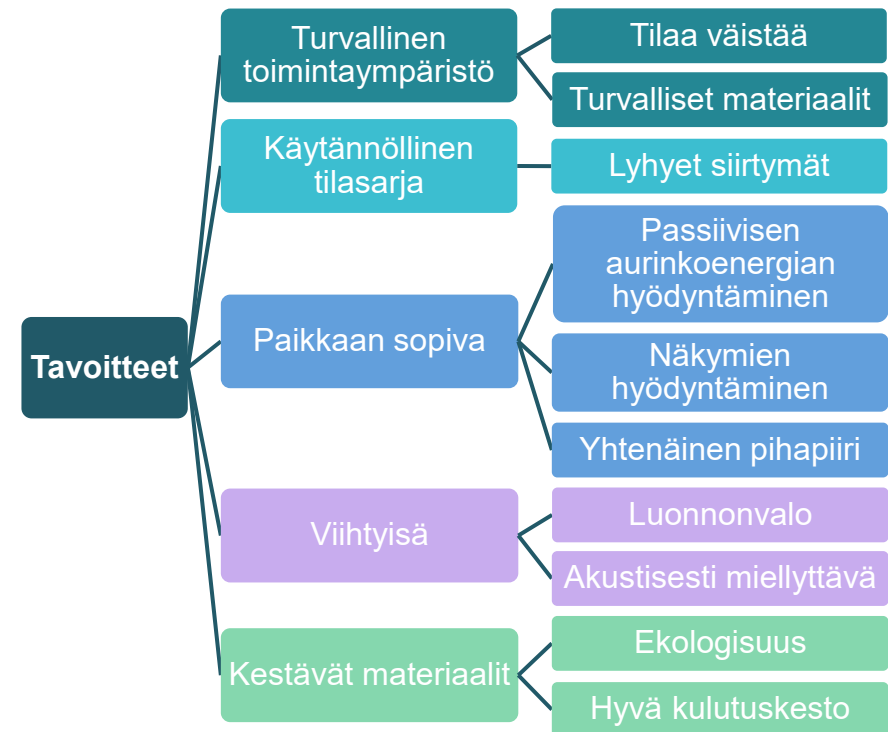 Tavoitteet
Turvallinen
toimintaympäristö
Tilaa väistää
Turvalliset materiaalit
Käytännöllinen
tilasarja
Lyhyet siirtymät
Paikkaan sopiva
Passiivisen
aurinkoenergian
hyödyntäminen
Näkymien
hyödyntäminen
Yhtenäinen pihapiiri
Viihtyisä
Luonnonvalo
Akustisesti miellyttävä
Kestävät materiaalit
Ekologisuus
Hyvä kulutuskesto